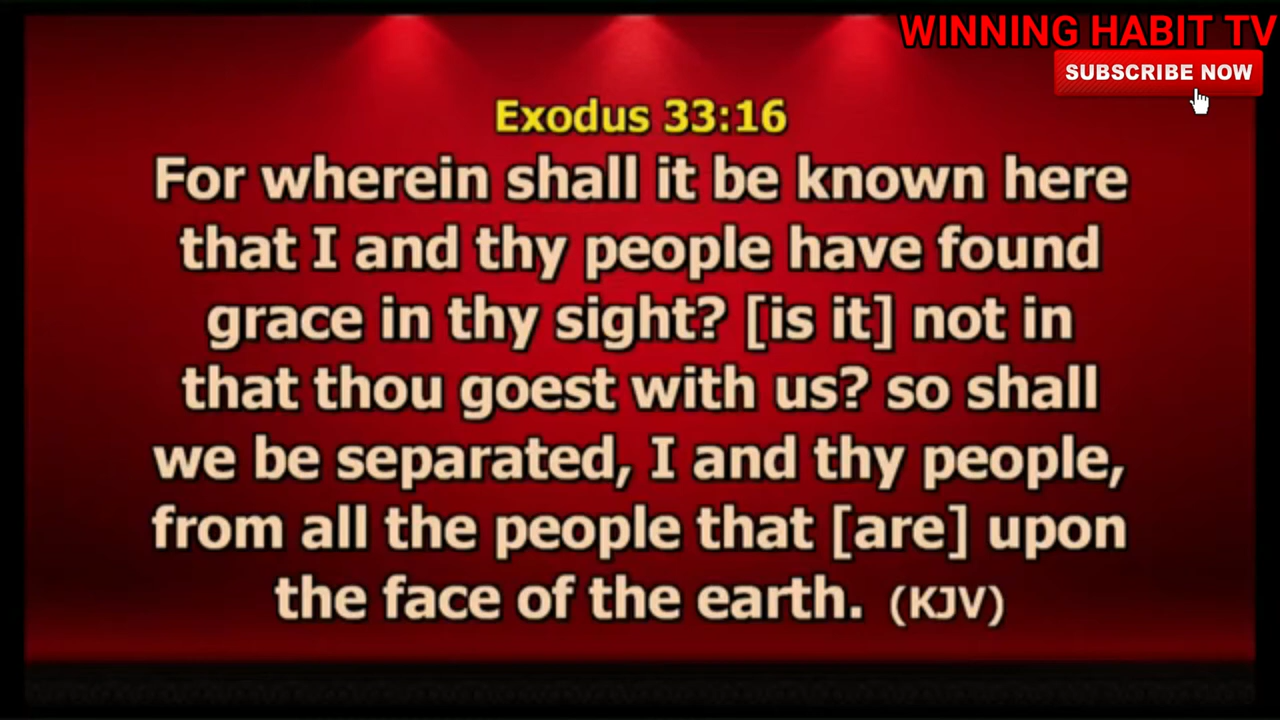 WINNING HABIT TV
SUBSCRIBE NOW
Exodus 33:16
For wherein shall it be known here
that I and thy people have found
grace in thy sight? [is it] not in
that thou goest with us? so shall
we be separated, I and thy people,
from all the people that [are] upon
the face of the earth. (KJV)